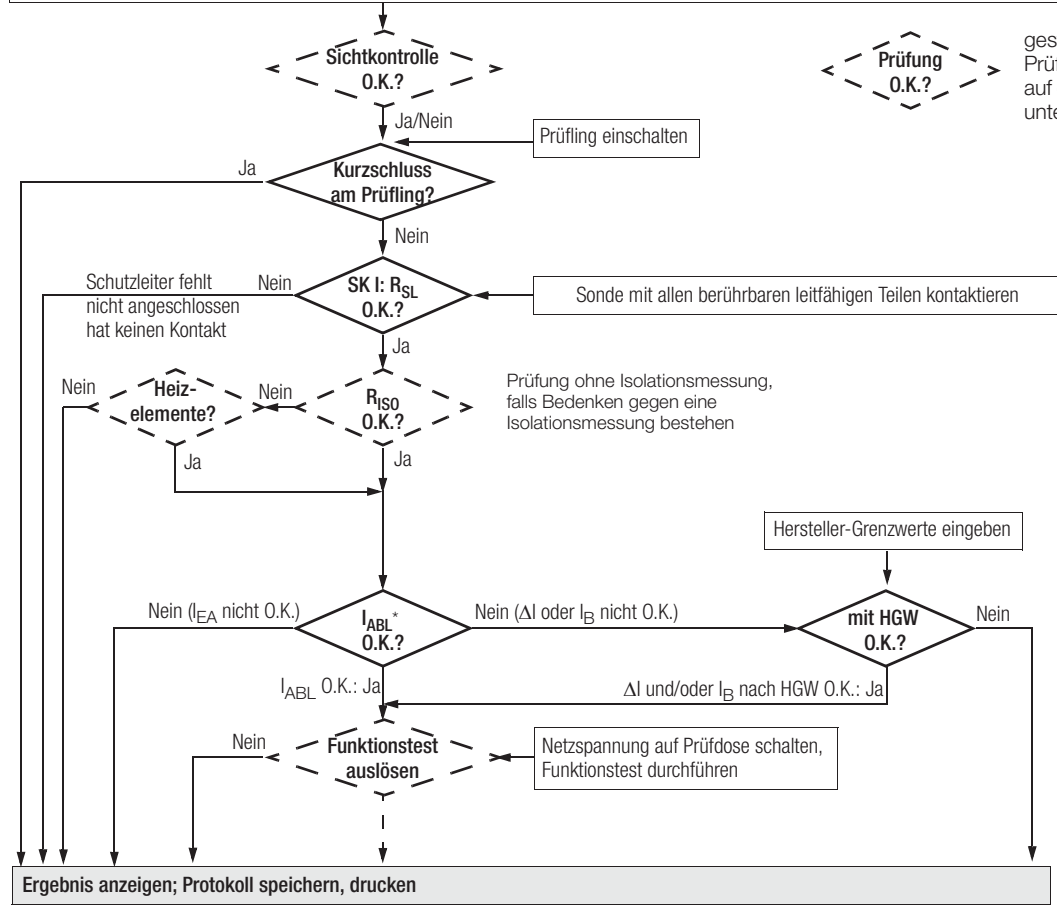 Sichtkontrolle
O.K.?
Prüfung
O.K.?
ges
Prüf
auf
unte
Ja/Nein
Prüfling einschalten
Ja
Kurzschluss
am Prüfling?
Nein
Schutzleiter fehlt
nicht angeschlossen
hat keinen Kontakt
Nein
SK I: RSL
O.K.?
Sonde mit allen berührbaren leitfähigen Teilen kontaktieren
Ja
Nein
Heiz-
elemente?
Nein
RISO
O.K.?
Prüfung ohne Isolationsmessung,
falls Bedenken gegen eine
Isolationsmessung bestehen
Ja
Ja
Hersteller-Grenzwerte eingeben
Nein (IEA nicht O.K.)
IABL*
O.K.?
Nein (ΔI oder IB nicht O.K.)
mit HGW
O.K.?
Nein
IABL O.K.: Ja
ΔI und/oder IB nach HGW O.K.: Ja
Nein
Funktionstest
auslösen
Netzspannung auf Prüfdose schalten,
Funktionstest durchführen
Ergebnis anzeigen; Protokoll speichern, drucken